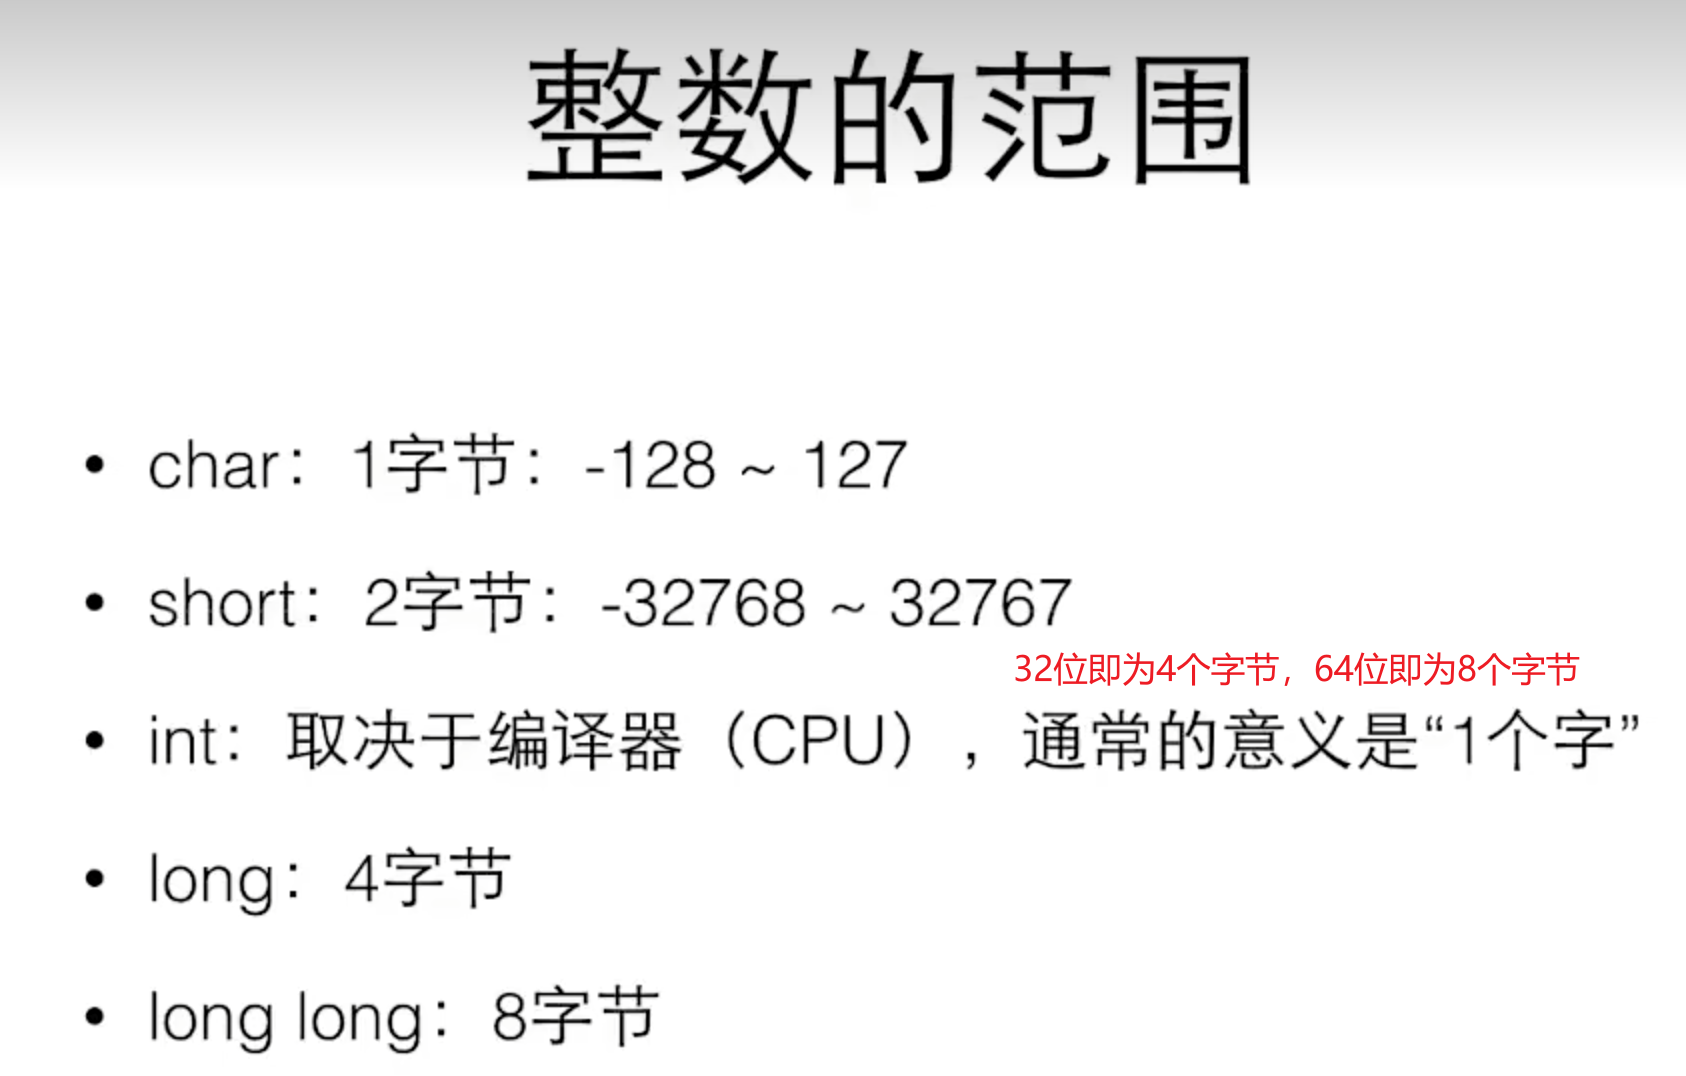 整数的范围
• char：1字节：-128 ~ 127
• short：2字节：-32768 ~ 32767
32位即为4个字节，64位即为8个字节
• int：取决于编译器（CPU），通常的意义是“1个字”
• long：4字节
• long long：8字节